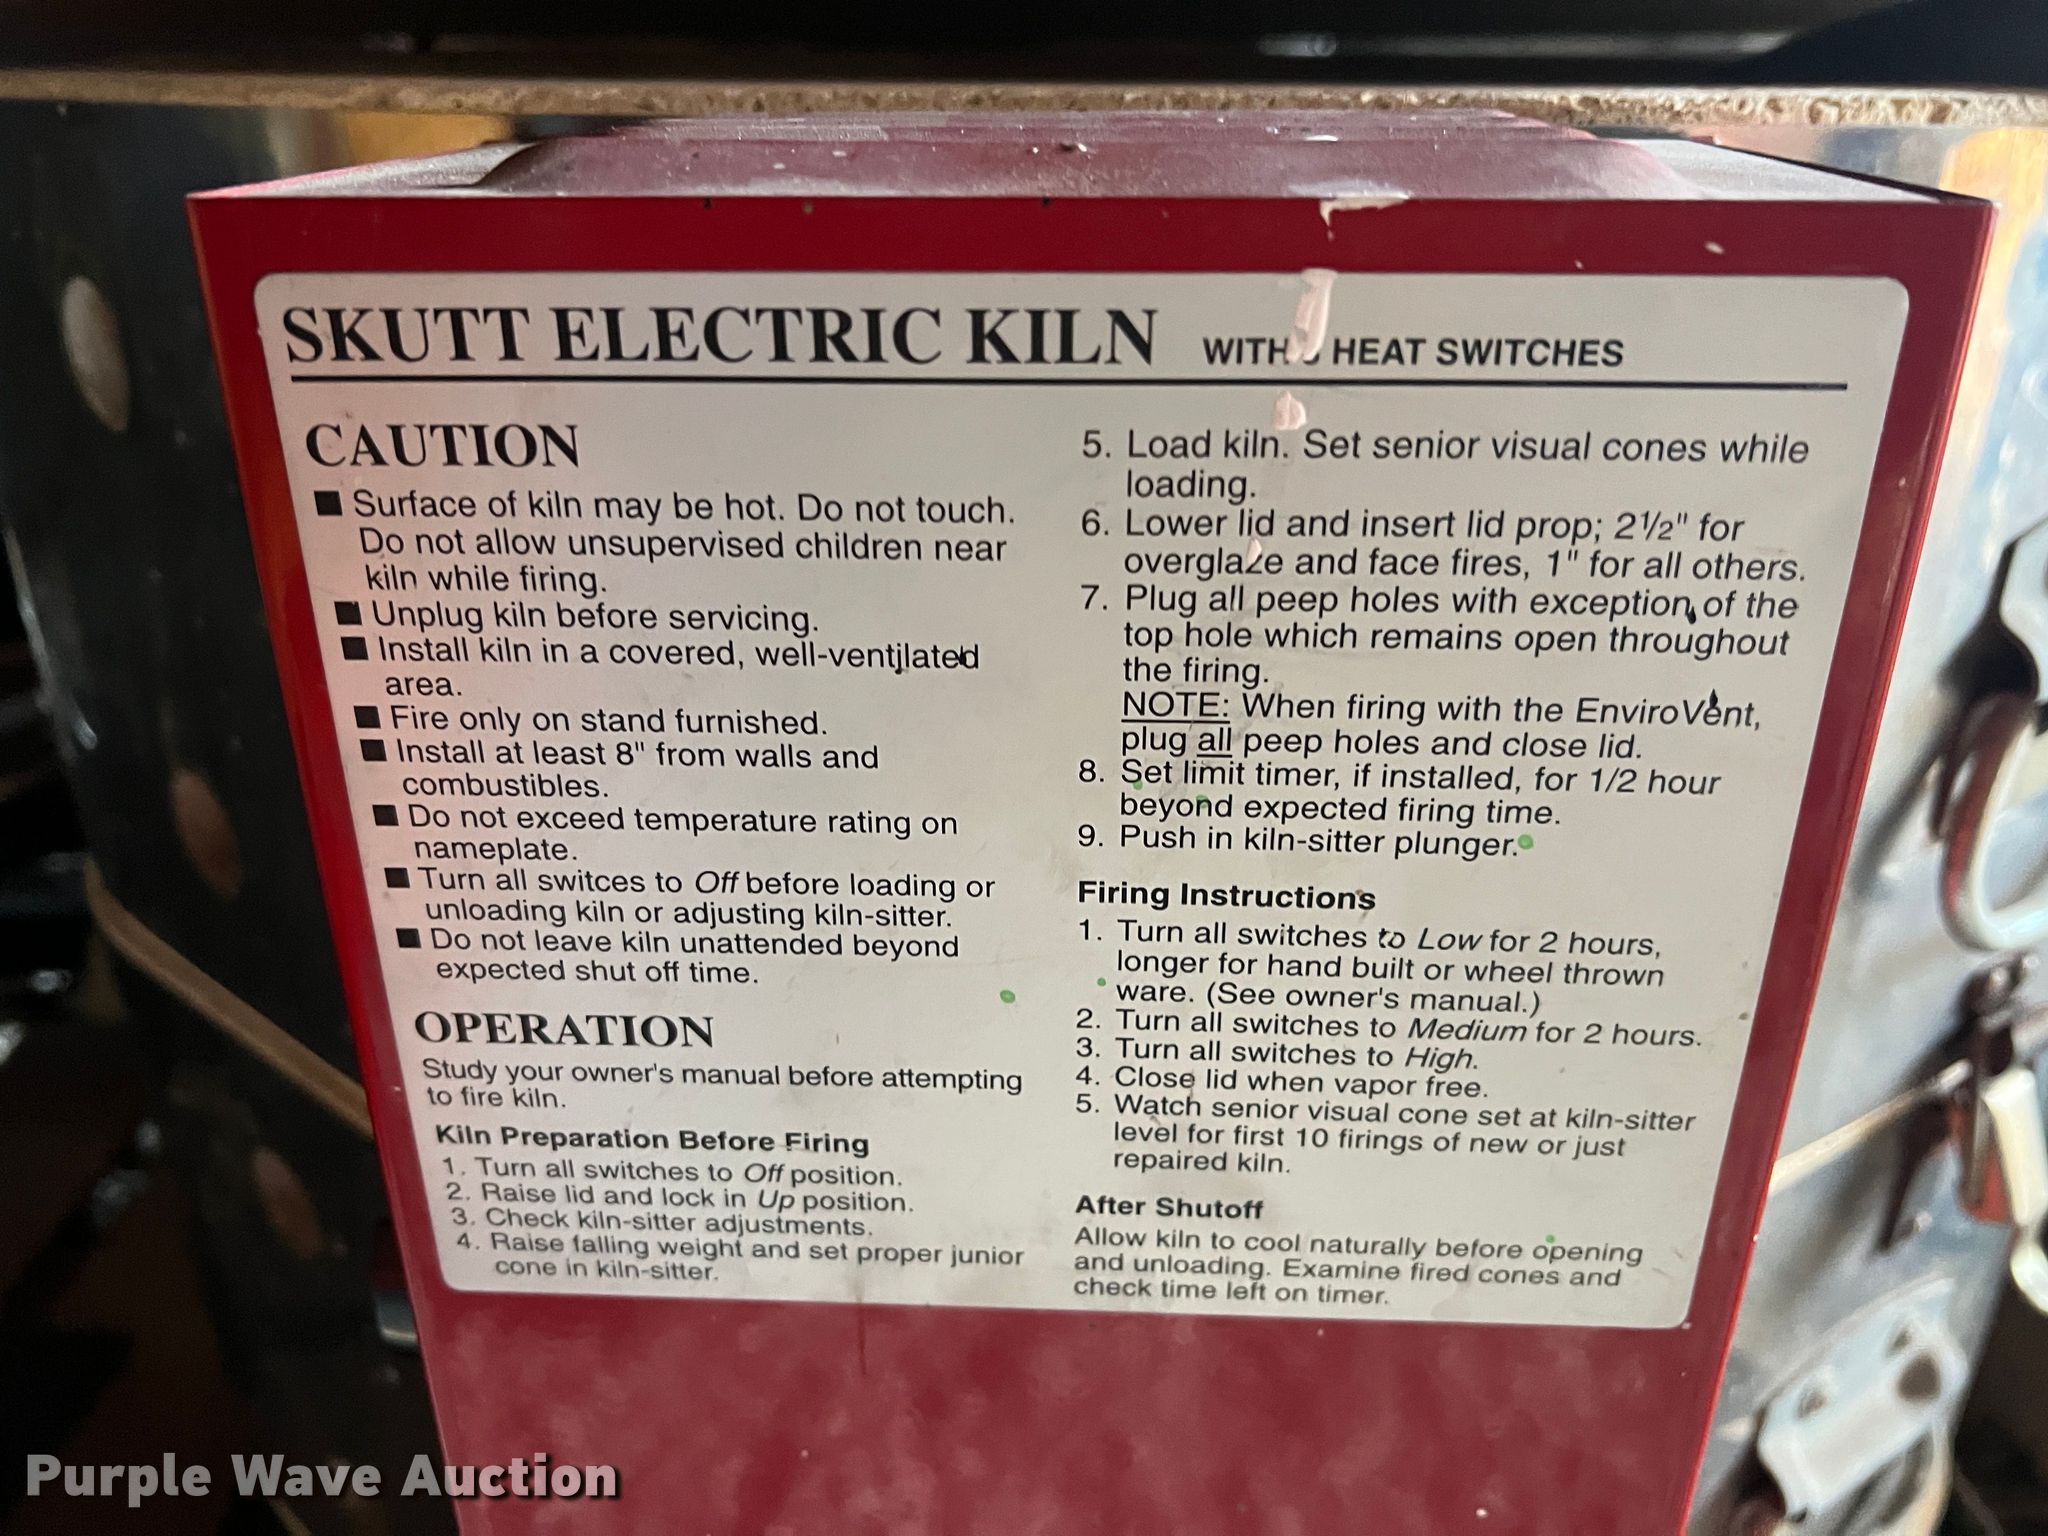 SKUTT ELECTRIC KILN WITH HEAT SWITCHES
CAUTION
■ Surface of kiln may be hot. Do not touch.
Do not allow unsupervised children near
kiln while firing.
■ Unplug kiln before servicing.
■ Install kiln in a covered, well-ventilated
area.
■ Fire only on stand furnished.
■ Install at least 8" from walls and
combustibles.
■ Do not exceed temperature rating on
nameplate.
■ Turn all switces to Off before loading or
unloading kiln or adjusting kiln-sitter.
■ Do not leave kiln unattended beyond
expected shut off time.
OPERATION
Study your owner's manual before attempting
to fire kiln.
Kiln Preparation Before Firing
1. Turn all switches to Off position.
2. Raise lid and lock in Up position.
3. Check kiln-sitter adjustments.
4. Raise falling weight and set proper junior
cone in kiln-sitter.
5. Load kiln. Set senior visual cones while
loading.
6. Lower lid and insert lid prop; 2½" for
overglaze and face fires, 1" for all others.
7. Plug all peep holes with exception of the
top hole which remains open throughout
the firing.
NOTE: When firing with the EnviroVent,
plug all peep holes and close lid.
8. Set limit timer, if installed, for 1/2 hour
beyond expected firing time.
9. Push in kiln-sitter plunger.
Firing Instructions
1. Turn all switches to Low for 2 hours,
longer for hand built or wheel thrown
ware. (See owner's manual.)
2. Turn all switches to Medium for 2 hours.
3. Turn all switches to High.
4. Close lid when vapor free.
5. Watch senior visual cone set at kiln-sitter
level for first 10 firings of new or just
repaired kiln.
After Shutoff
Allow kiln to cool naturally before opening
and unloading. Examine fired cones and
check time left on timer.
Purple Wave Auction